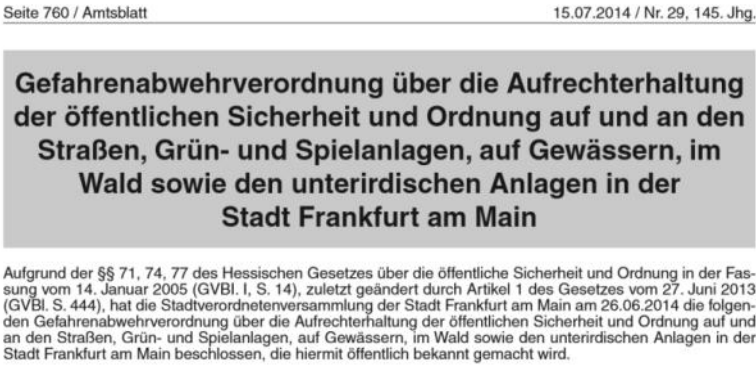 Seite 760 / Amtsblatt 15.07.2014 / Nr. 29, 145. Jhg.
Gefahrenabwehrverordnung über die Aufrechterhaltung
der öffentlichen Sicherheit und Ordnung auf und an den
Straßen, Grün- und Spielanlagen, auf Gewässern, im
Wald sowie den unterirdischen Anlagen in der
Stadt Frankfurt am Main
Aufgrund der §§ 71, 74, 77 des Hessischen Gesetzes über die öffentliche Sicherheit und Ordnung in der Fas-
sung vom 14. Januar 2005 (GVBl. I, S. 14), zuletzt geändert durch Artikel 1 des Gesetzes vom 27. Juni 2013
(GVBl. S. 444), hat die Stadtverordnetenversammlung der Stadt Frankfurt am Main am 26.06.2014 die folgen-
den Gefahrenabwehrverordnung über die Aufrechterhaltung der öffentlichen Sicherheit und Ordnung auf und
an den Straßen, Grün- und Spielanlagen, auf Gewässern, im Wald sowie den unterirdischen Anlagen in der
Stadt Frankfurt am Main beschlossen, die hiermit öffentlich bekannt gemacht wird.